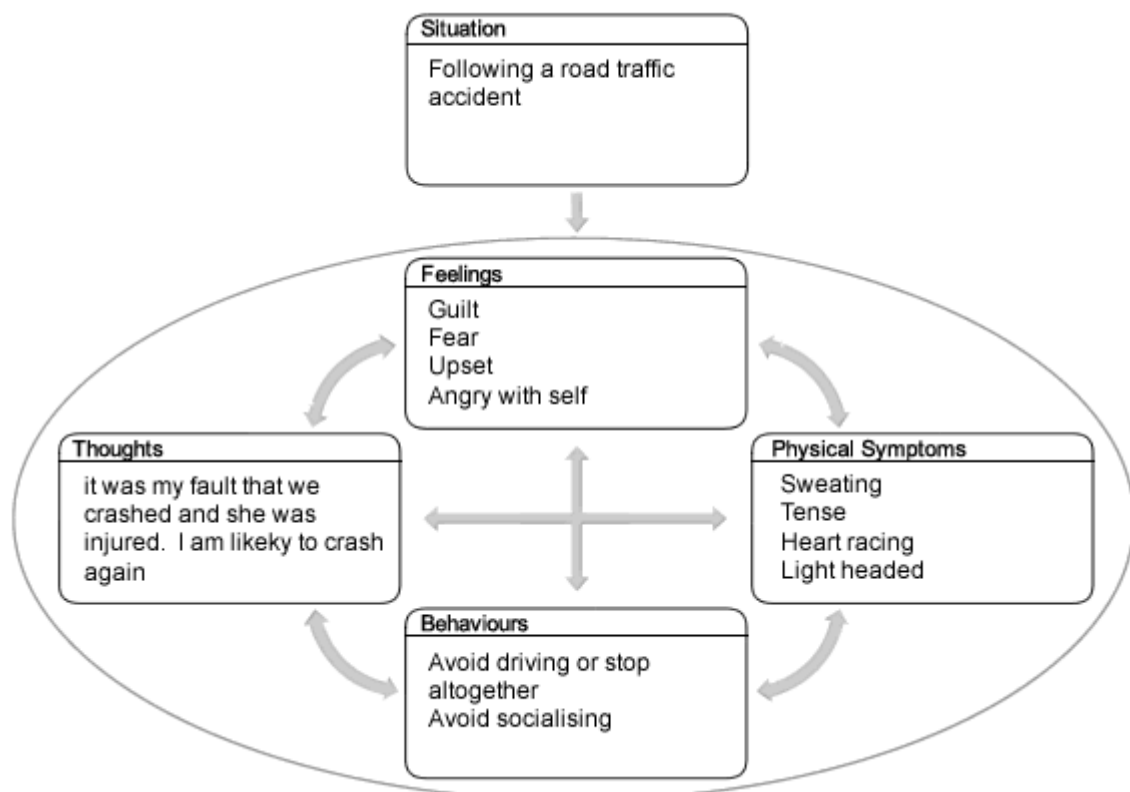 Situation
Following a road traffic
accident
Feelings
Guilt
Fear
Upset
Angry with self
Thoughts
it was my fault that we
crashed and she was
injured.  I am likeky to crash
again
Physical Symptoms
Sweating
Tense
Heart racing
Light headed
Behaviours
Avoid driving or stop
altogether
Avoid socialising